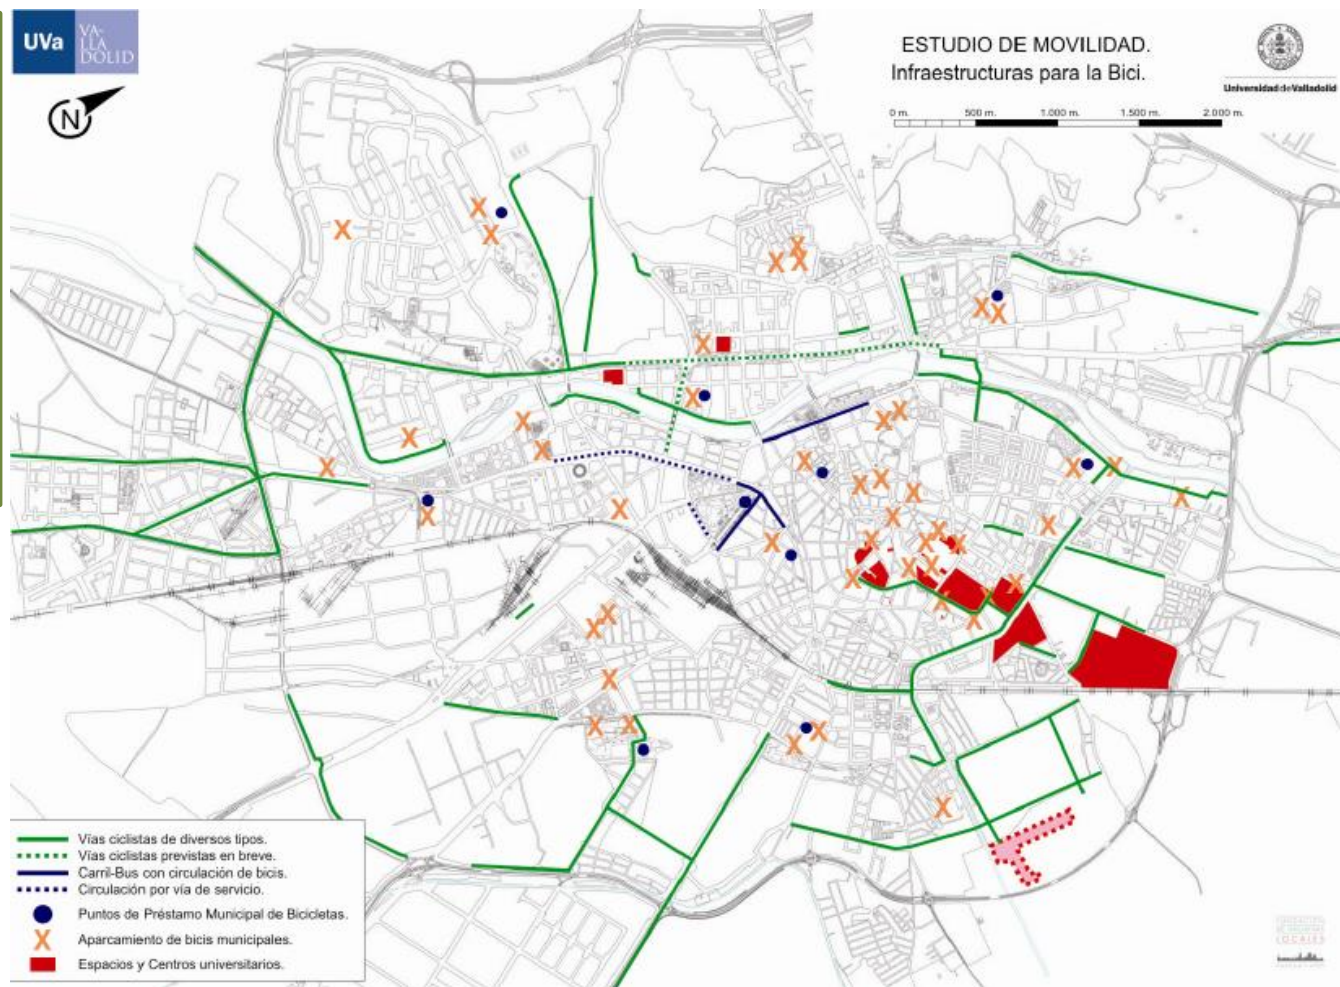 UVa
VA-
LLA
DOLID
N
ESTUDIO DE MOVILIDAD.
Infraestructuras para la Bici.
Universidad de Valladolid
0 m. 500 m. 1.000 m. 1.500 m. 2.000 m.
Vías ciclistas de diversos tipos.
Vías ciclistas previstas en breve.
Carril-Bus con circulación de bicis.
Circulación por vía de servicio.
Puntos de Préstamo Municipal de Bicicletas.
Aparcamiento de bicis municipales.
Espacios y Centros universitarios.
LOCALES